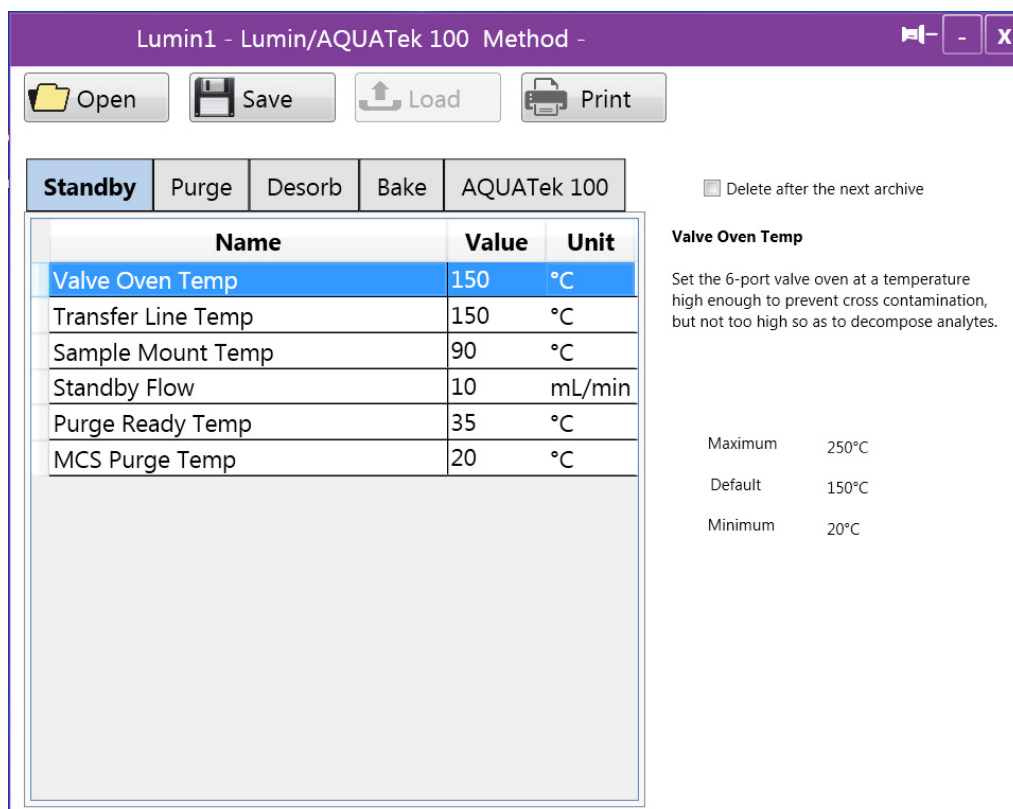 Lumin1 - Lumin/AQUATek 100 Method -
- X
Open Save Load Print
Standby Purge Desorb Bake AQUATek 100
Name Value Unit
Valve Oven Temp 150 °C
Transfer Line Temp 150 °C
Sample Mount Temp 90 °C
Standby Flow 10 mL/min
Purge Ready Temp 35 °C
MCS Purge Temp 20 °C
Delete after the next archive
Valve Oven Temp
Set the 6-port valve oven at a temperature
high enough to prevent cross contamination,
but not too high so as to decompose analytes.
Maximum 250°C
Default 150°C
Minimum 20°C